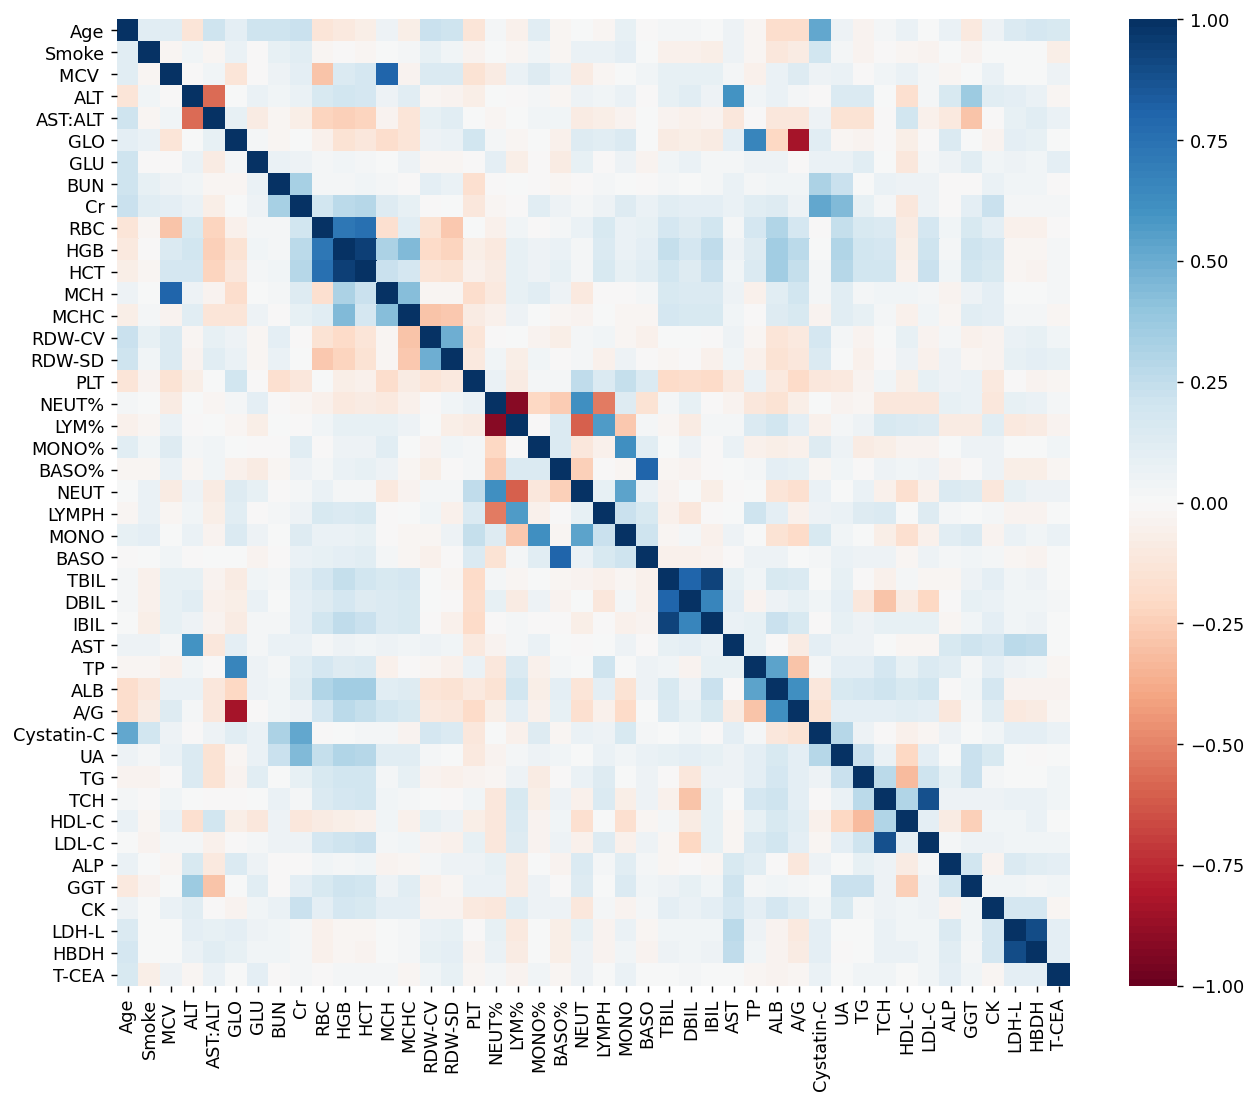 Age
Smoke
MCV
ALT
AST:ALT
GLO
GLU
BUN
Cr
RBC
HGB
HCT
MCH
MCHC
RDW-CV
RDW-SD
PLT
NEUT%
LYM%
MONO%
BASO%
NEUT
LYMPH
MONO
BASO
TBIL
DBIL
IBIL
AST
TP
ALB
A/G
Cystatin-C
UA
TG
TCH
HDL-C
LDL-C
ALP
GGT
CK
LDH-L
HBDH
T-CEA
Age
Smoke
MCV
ALT
AST:ALT
GLO
GLU
BUN
Cr
RBC
HGB
HCT
MCH
MCHC
RDW-CV
RDW-SD
PLT
NEUT%
LYM%
MONO%
BASO%
NEUT
LYMPH
MONO
BASO
TBIL
DBIL
IBIL
AST
TP
ALB
A/G
Cystatin-C
UA
TG
TCH
HDL-C
LDL-C
ALP
GGT
CK
LDH-L
HBDH
T-CEA
1.00
0.75
0.50
0.25
0.00
−0.25
−0.50
−0.75
−1.00